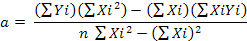 a = (∑Yi)(∑Xi²) − (∑Xi)(∑XiYi) / n ∑Xi² − (∑Xi)²